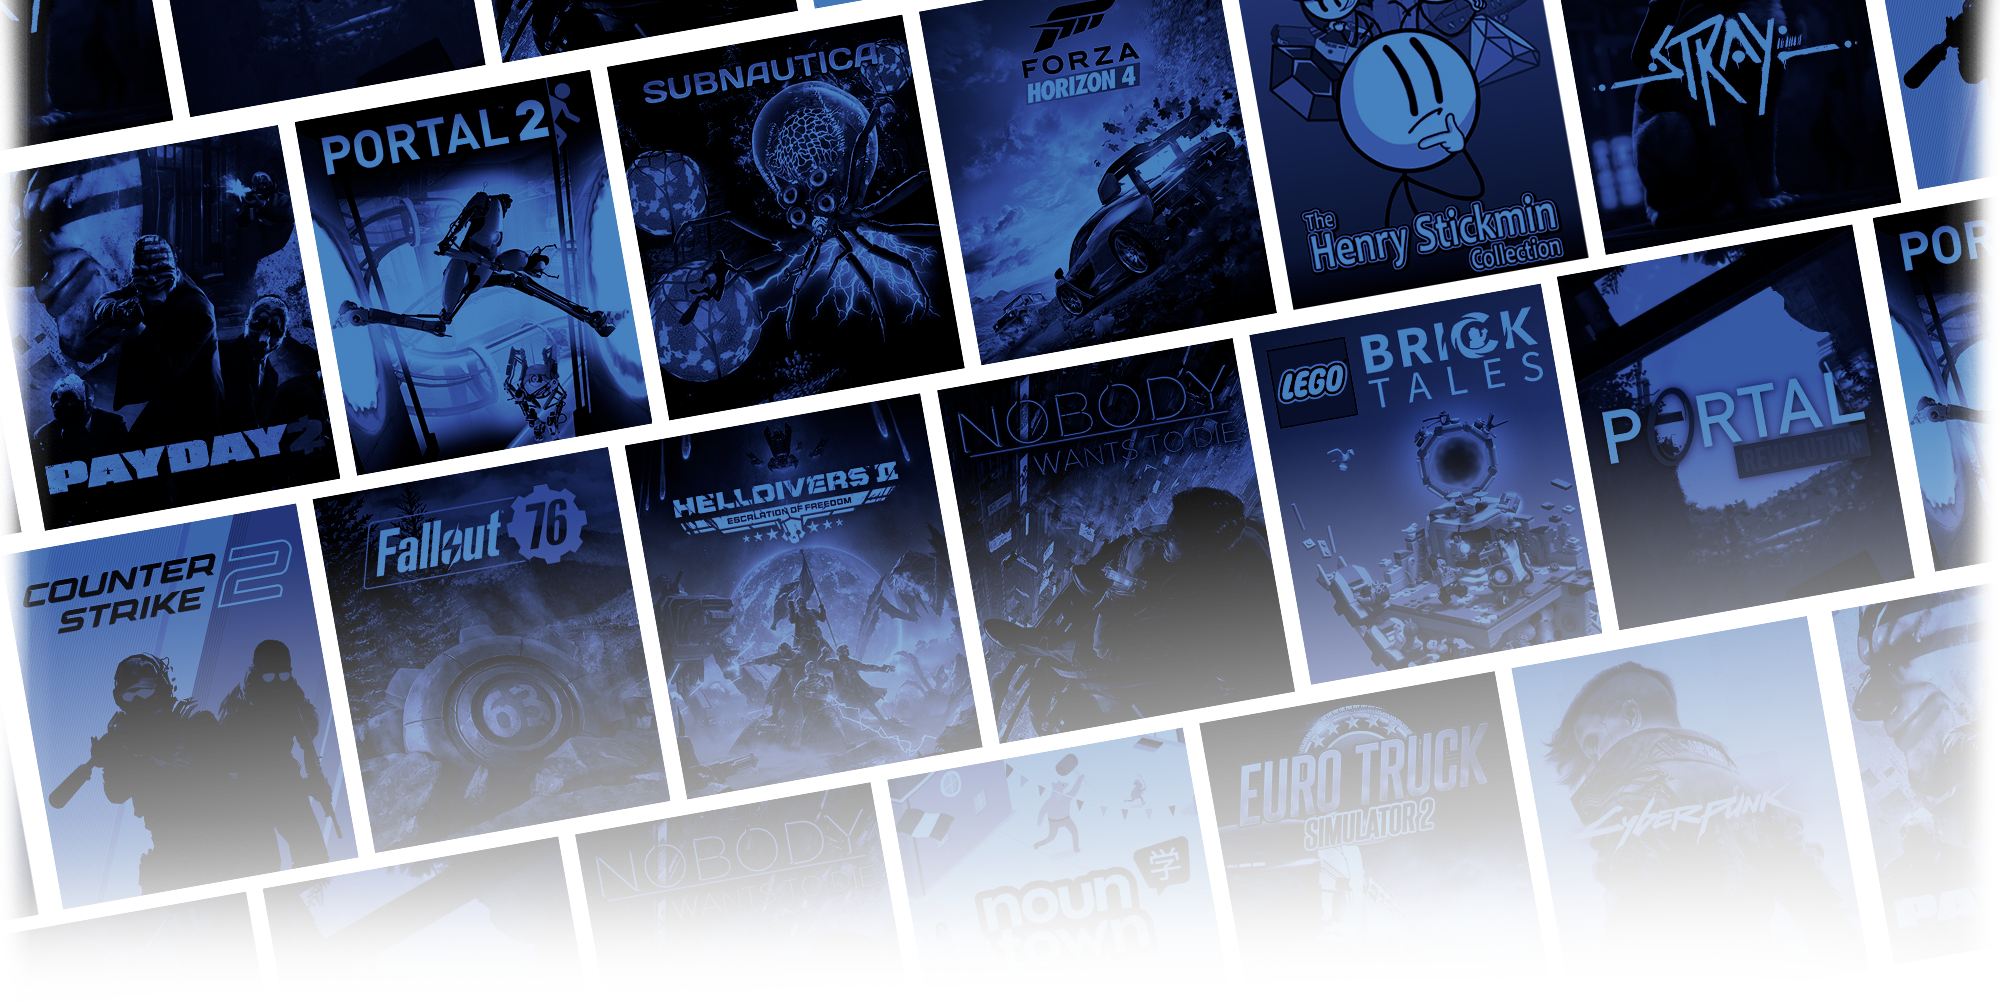 SUBNAUTICA
FORZA
HORIZON 4
The
Henry Stickmin
Collection
STRAY
PAYDAY 2
PORTAL 2
NOBODY
WANTS TO DIE
LEGO
BRICK
TALES
PORTAL
REVOLUTION
POR
COUNTER
STRIKE 2
Fallout 76
63
HELLDIVERS II
ESCALATION OF FREEDOM
NOBODY
WANTS TO DIE
noun
town
学
EURO TRUCK
SIMULATOR 2
Cyberpunk
PA